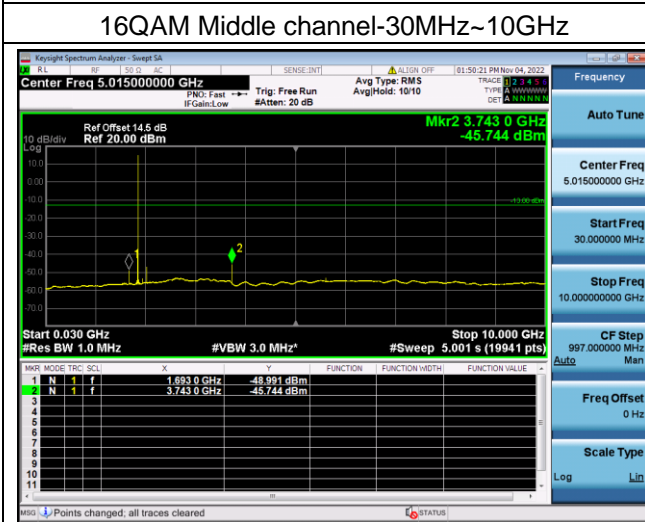 16QAM Middle channel-30MHz~10GHz
Keysight Spectrum Analyzer - Swept SA
RL RF 50 Ω AC SENSE:INT ALIGN OFF 01:50:21 PM Nov 04, 2022
Center Freq 5.015000000 GHz
PNO: Fast Trig: Free Run
IFGain:Low #Atten: 20 dB
Avg Type: RMS
Avg|Hold: 10/10
TRACE 1 2 3 4 5 6
TYPE A WWWWW
DET A N N N N N
Frequency
Auto Tune
Ref Offset 14.5 dB
Mkr2 3.743 0 GHz
10 dB/div Ref 20.00 dBm
-45.744 dBm
Log
10.0
0.00
-10.0
-20.0
-30.0
-40.0
-50.0
-60.0
-70.0
-13.00 dBm
1
2
Center Freq
5.015000000 GHz
Start Freq
30.000000 MHz
Stop Freq
10.000000000 GHz
Start 0.030 GHz Stop 10.000 GHz
#Res BW 1.0 MHz #VBW 3.0 MHz* #Sweep 5.001 s (19941 pts)
CF Step
997.000000 MHz
Auto Man
MKR MODE TRC SCL X Y FUNCTION FUNCTION WIDTH FUNCTION VALUE
1 N 1 f 1.693 0 GHz -48.991 dBm
2 N 1 f 3.743 0 GHz -45.744 dBm
3
4
5
6
7
8
9
10
11
Freq Offset
0 Hz
Scale Type
Log Lin
MSG Points changed; all traces cleared STATUS